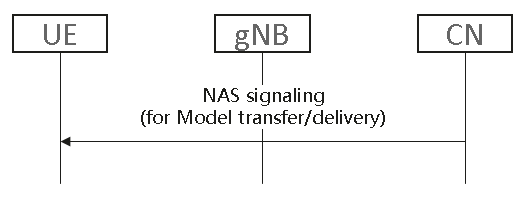 UE
gNB
CN
NAS signaling
(for Model transfer/delivery)